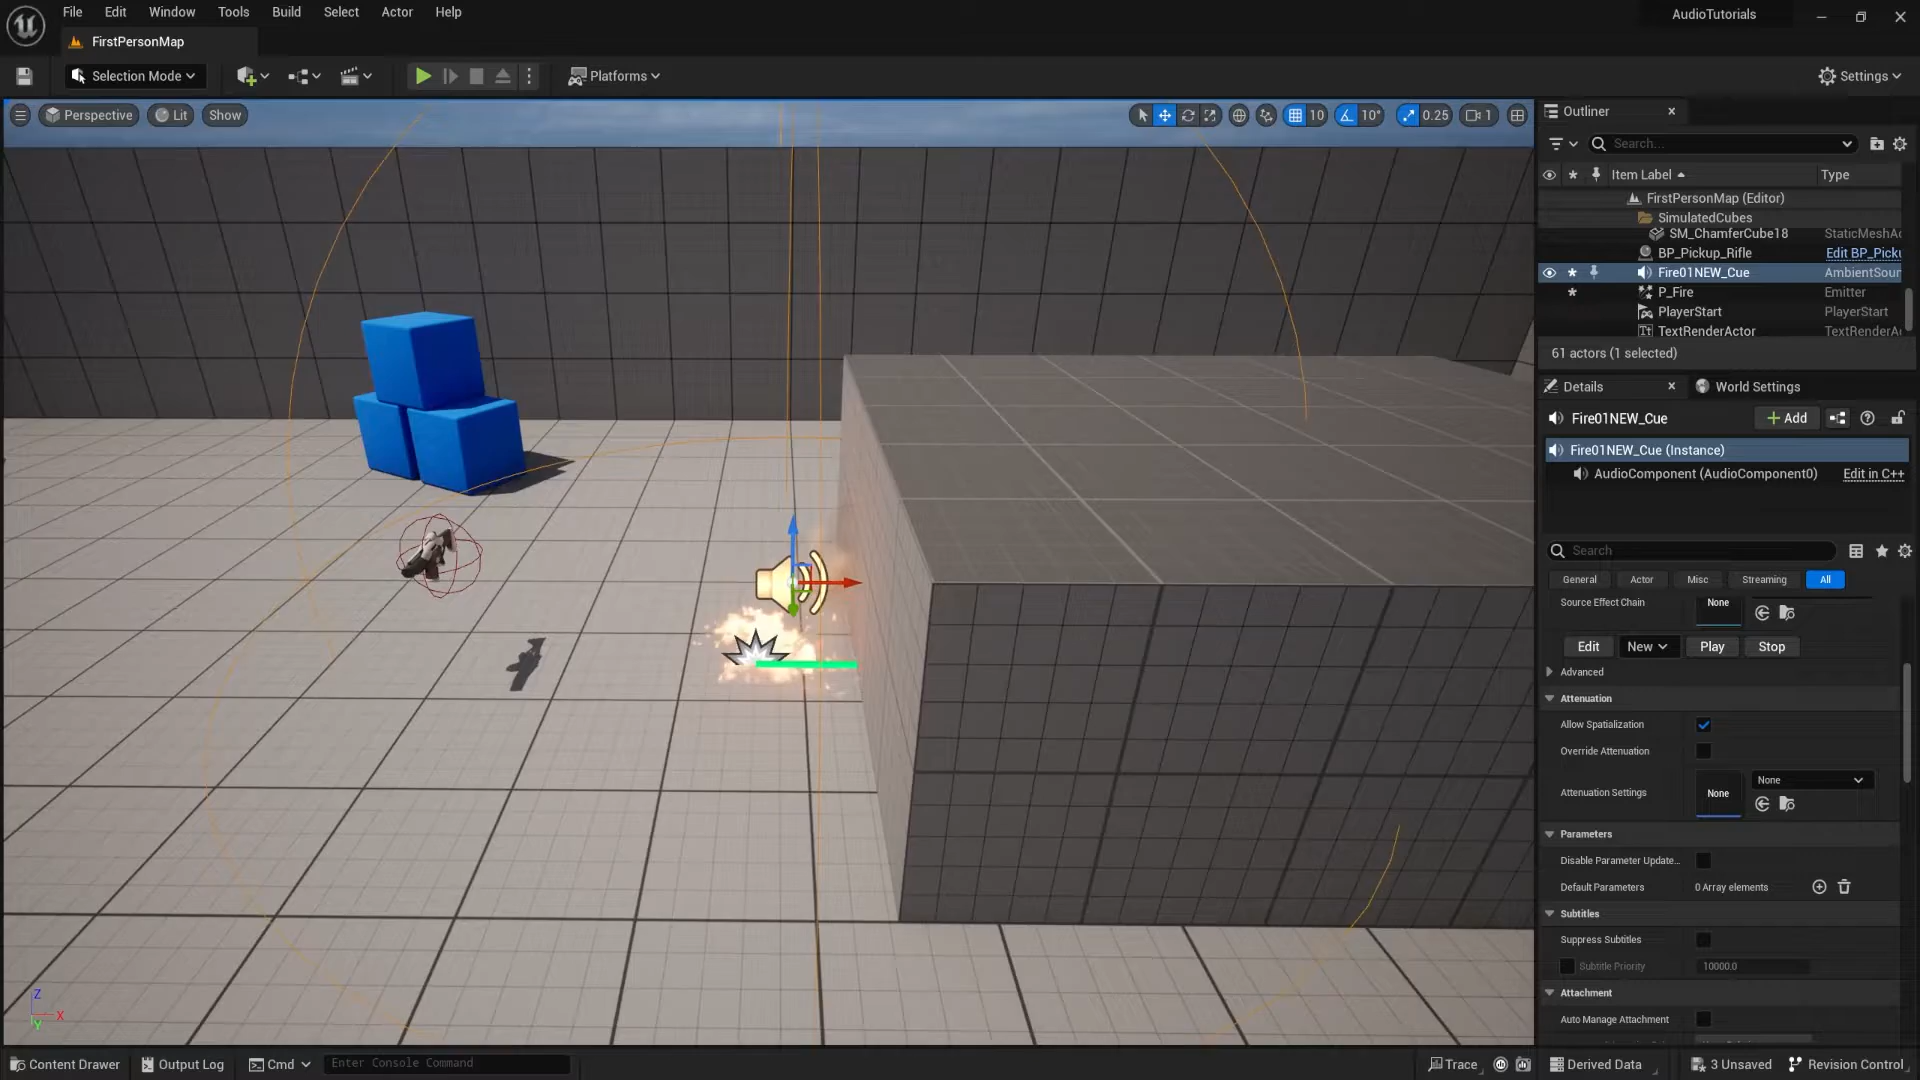 File Edit Window Tools Build Select Actor Help
AudioTutorials
FirstPersonMap
Selection Mode
Platforms
Settings
Perspective Lit Show
10 10° 0.25 1
Outliner
Search...
Item Label Type
FirstPersonMap (Editor)
SimulatedCubes
SM_ChamferCube18 StaticMeshAc
BP_Pickup_Rifle Edit BP_Picku
Fire01NEW_Cue AmbientSoun
P_Fire Emitter
PlayerStart PlayerStart
TextRenderActor TextRenderAc
61 actors (1 selected)
Details World Settings
Fire01NEW_Cue Add
Fire01NEW_Cue (Instance)
AudioComponent (AudioComponent0) Edit in C++
Search
General Actor Misc Streaming All
Source Effect Chain None
Edit New Play Stop
Advanced
Attenuation
Allow Spatialization
Override Attenuation
Attenuation Settings None None
Parameters
Disable Parameter Update...
Default Parameters 0 Array elements
Subtitles
Suppress Subtitles
Subtitle Priority 10000.0
Attachment
Auto Manage Attachment
Z
X
Y
Content Drawer Output Log Cmd Enter Console Command
Trace Derived Data 3 Unsaved Revision Control